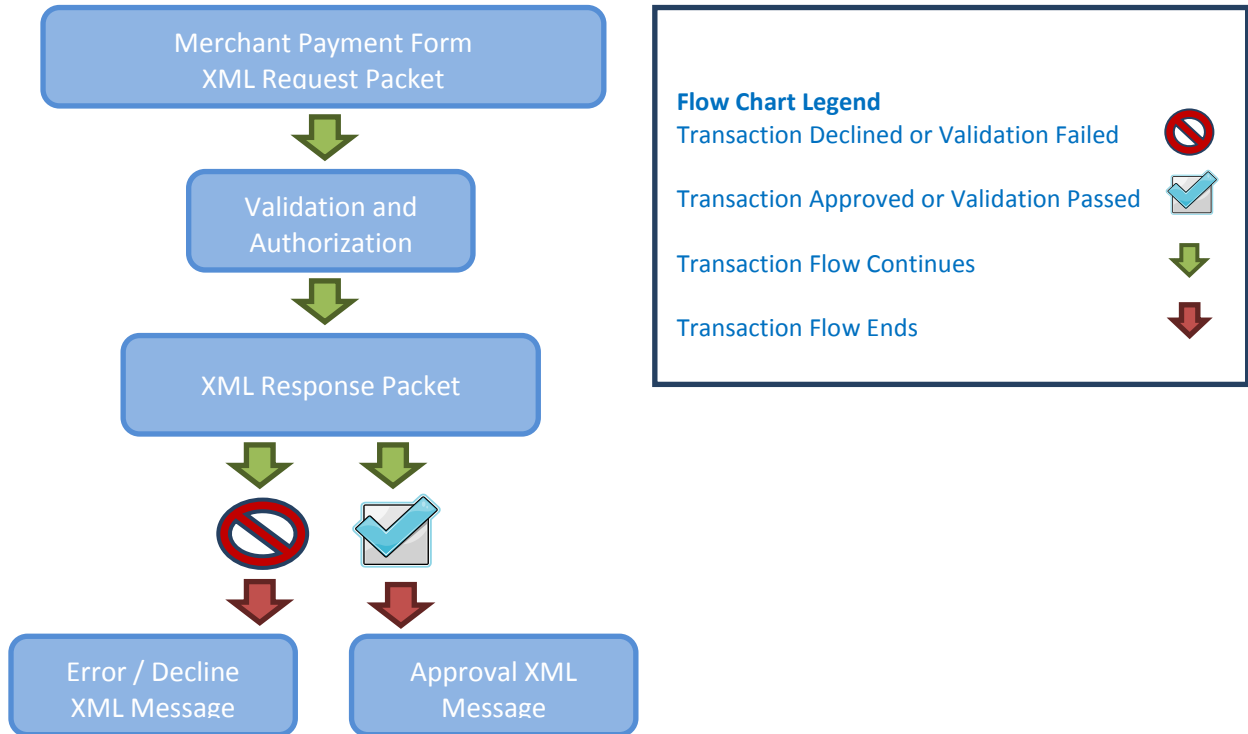 Merchant Payment Form
XML Request Packet
Validation and
Authorization
XML Response Packet
Error / Decline
XML Message
Approval XML
Message
Flow Chart Legend
Transaction Declined or Validation Failed
Transaction Approved or Validation Passed
Transaction Flow Continues
Transaction Flow Ends